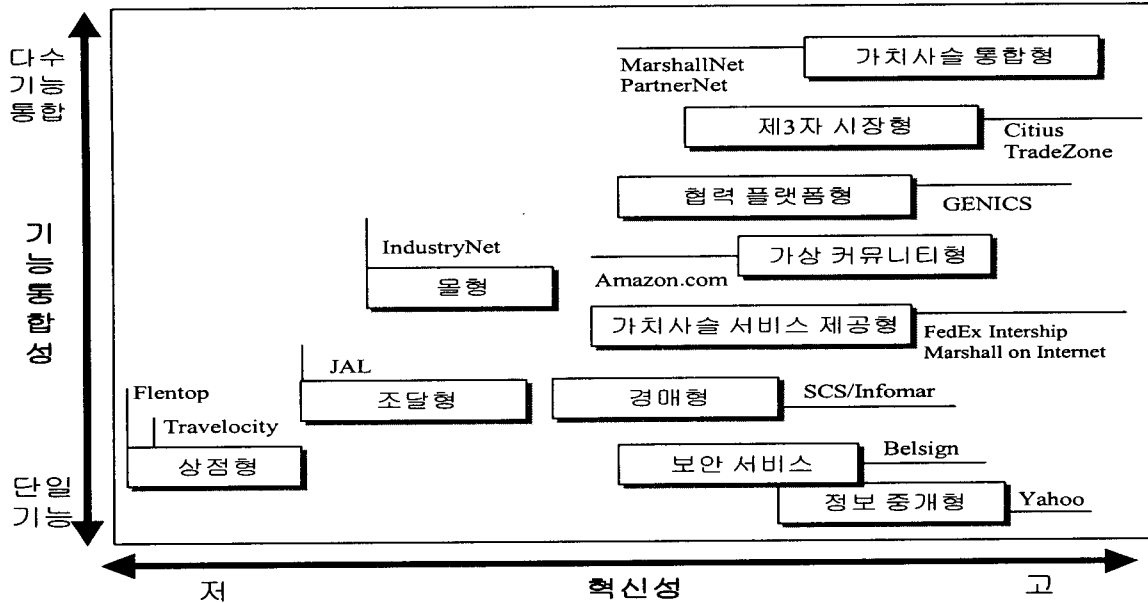 다수
기능
통합
MarshallNet
PartnerNet
가치사슬 통합형
제3자 시장형
Citius
TradeZone
협력 플랫폼형
GENICS
기
능
통
합
성
IndustryNet
몰형
가상 커뮤니티형
Amazon.com
가치사슬 서비스 제공형
FedEx Intership
Marshall on Internet
JAL
조달형
경매형
SCS/Infomar
Flentop
Travelocity
상점형
보안 서비스
Belsign
정보 중개형
Yahoo
단일
기능
저
혁신성
고